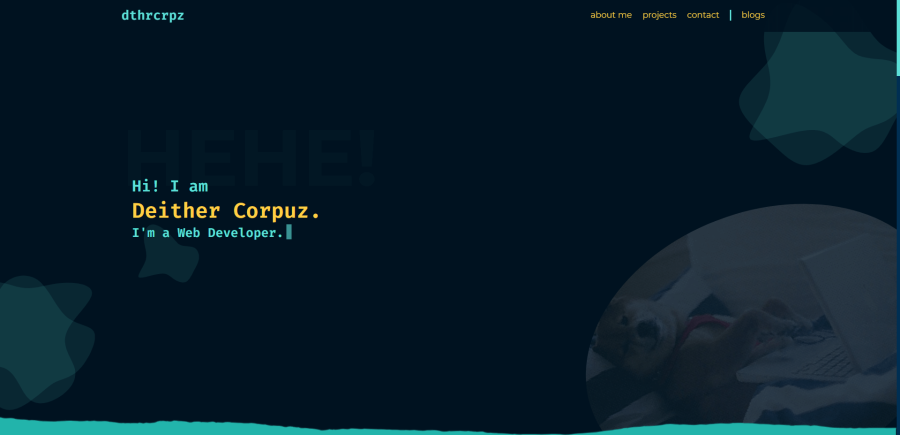 dthrcrpz
about me projects contact | blogs
HEHE!
Hi! I am
Deither Corpuz.
I'm a Web Developer.